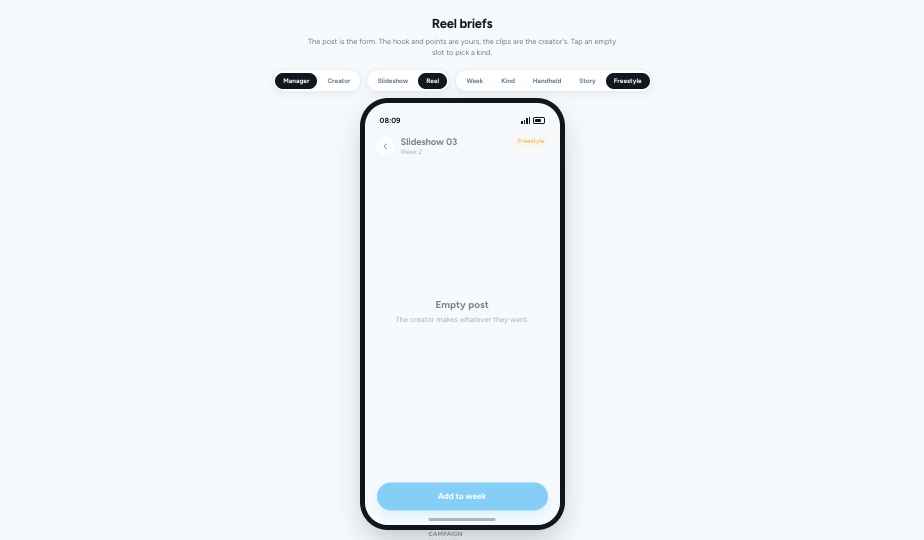 Reel briefs
The post is the form. The hook and points are yours, the clips are the creator's. Tap an empty
slot to pick a kind.
Manager Creator Slideshow Reel Week Kind Handheld Story Freestyle
08:09
Slideshow 03 Freestyle
Week 2
Empty post
The creator makes whatever they want.
Add to week
CAMPAIGN